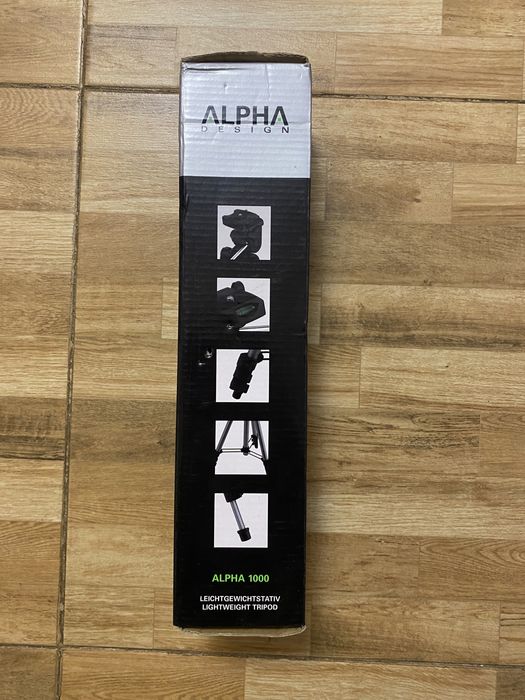 ALPHA
DESIGN
ALPHA 1000
LEICHTGEWICHTSTATIV
LIGHTWEIGHT TRIPOD